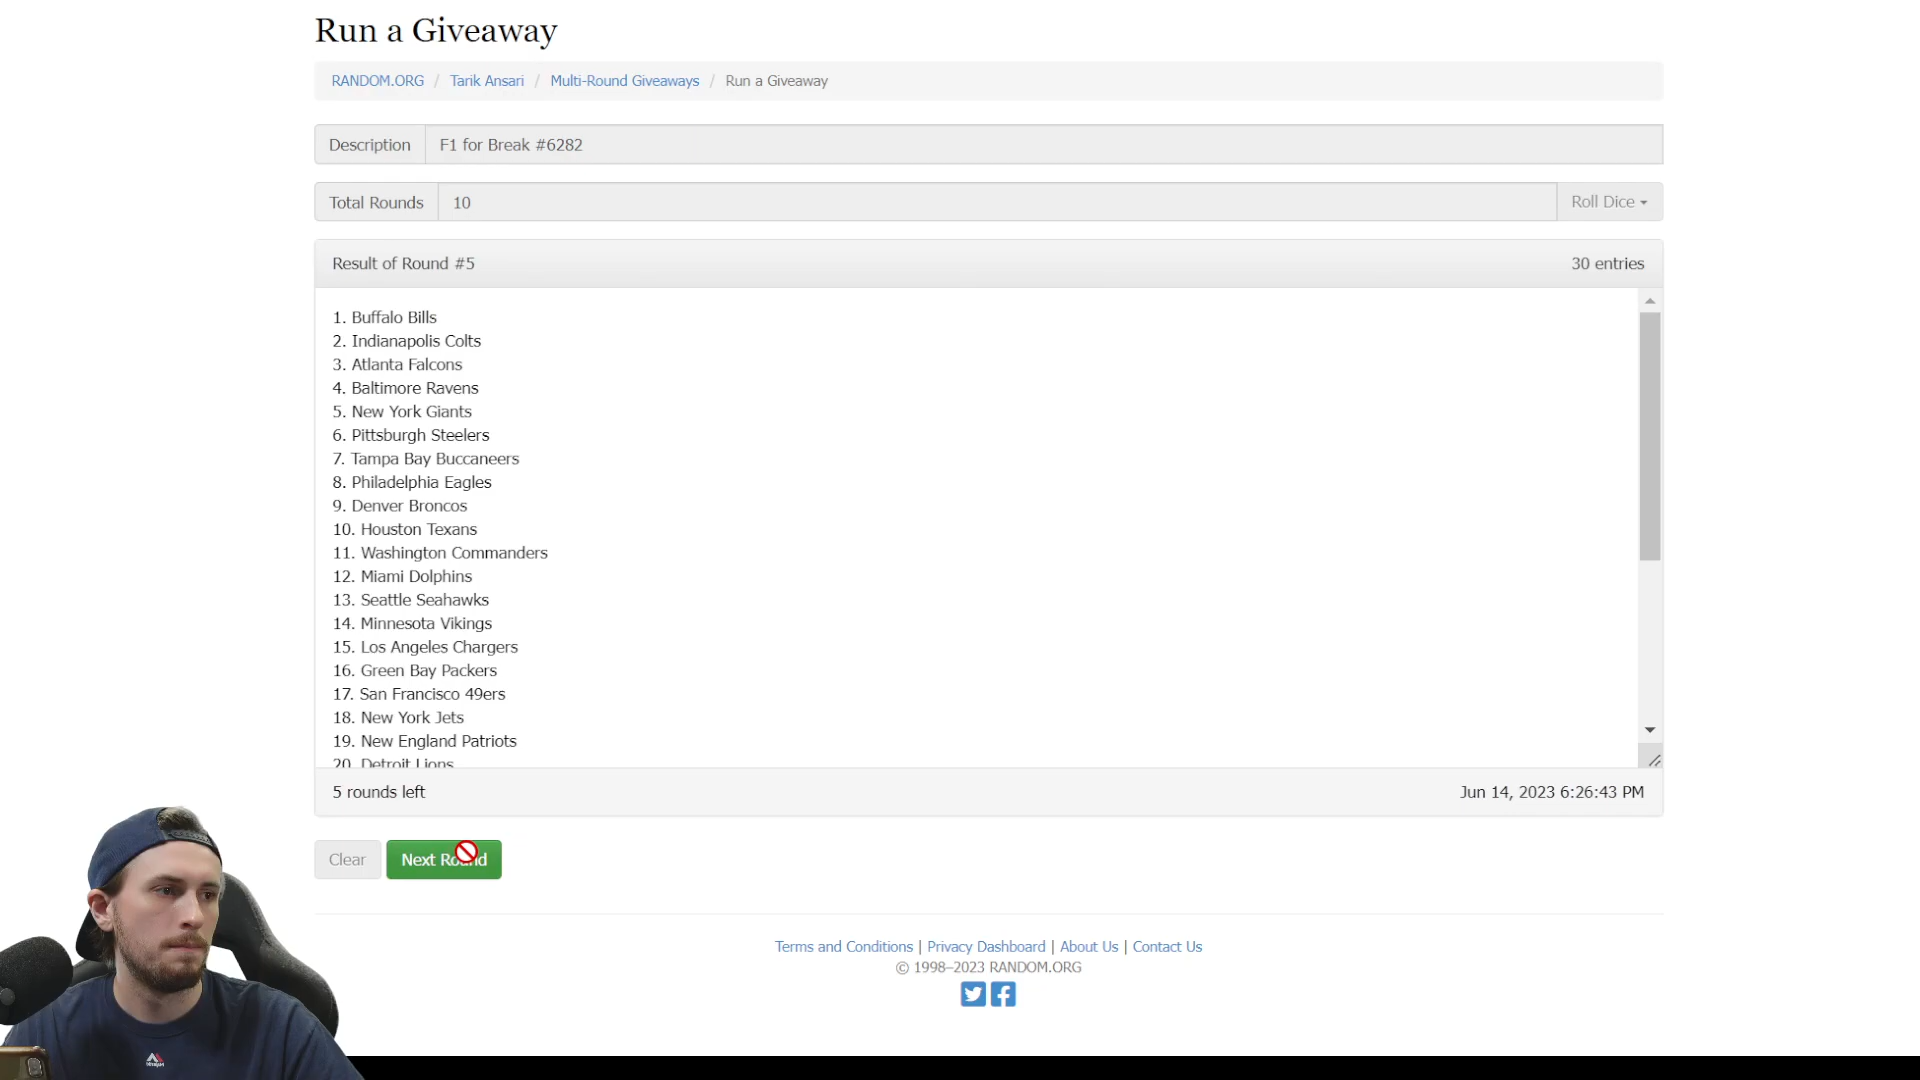 Run a Giveaway
RANDOM.ORG / Tarik Ansari / Multi-Round Giveaways / Run a Giveaway
Description F1 for Break #6282
Total Rounds 10 Roll Dice
Result of Round #5 30 entries
1. Buffalo Bills
2. Indianapolis Colts
3. Atlanta Falcons
4. Baltimore Ravens
5. New York Giants
6. Pittsburgh Steelers
7. Tampa Bay Buccaneers
8. Philadelphia Eagles
9. Denver Broncos
10. Houston Texans
11. Washington Commanders
12. Miami Dolphins
13. Seattle Seahawks
14. Minnesota Vikings
15. Los Angeles Chargers
16. Green Bay Packers
17. San Francisco 49ers
18. New York Jets
19. New England Patriots
20. Detroit Lions
5 rounds left Jun 14, 2023 6:26:43 PM
Clear Next Round
Terms and Conditions | Privacy Dashboard | About Us | Contact Us
© 1998–2023 RANDOM.ORG